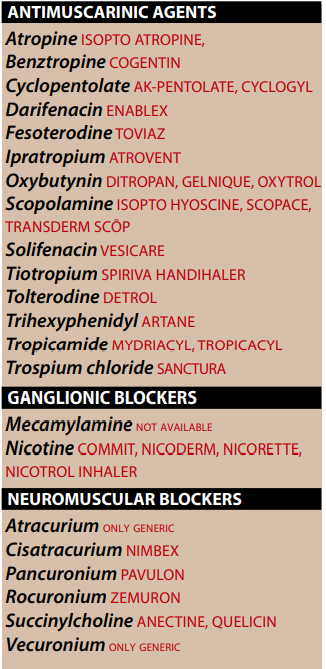 ANTIMUSCARINIC AGENTS
Atropine ISOPTO ATROPINE,
Benztropine COGENTIN
Cyclopentolate AK-PENTOLATE, CYCLOGYL
Darifenacin ENABLEX
Fesoterodine TOVIAZ
Ipratropium ATROVENT
Oxybutynin DITROPAN, GELNIQUE, OXYTROL
Scopolamine ISOPTO HYOSCINE, SCOPACE,
TRANSDERM SCŌP
Solifenacin VESICARE
Tiotropium SPIRIVA HANDIHALER
Tolterodine DETROL
Trihexyphenidyl ARTANE
Tropicamide MYDRIACYL, TROPICACYL
Trospium chloride SANCTURA
GANGLIONIC BLOCKERS
Mecamylamine NOT AVAILABLE
Nicotine COMMIT, NICODERM, NICORETTE,
NICOTROL INHALER
NEUROMUSCULAR BLOCKERS
Atracurium ONLY GENERIC
Cisatracurium NIMBEX
Pancuronium PAVULON
Rocuronium ZEMURON
Succinylcholine ANECTINE, QUELICIN
Vecuronium ONLY GENERIC